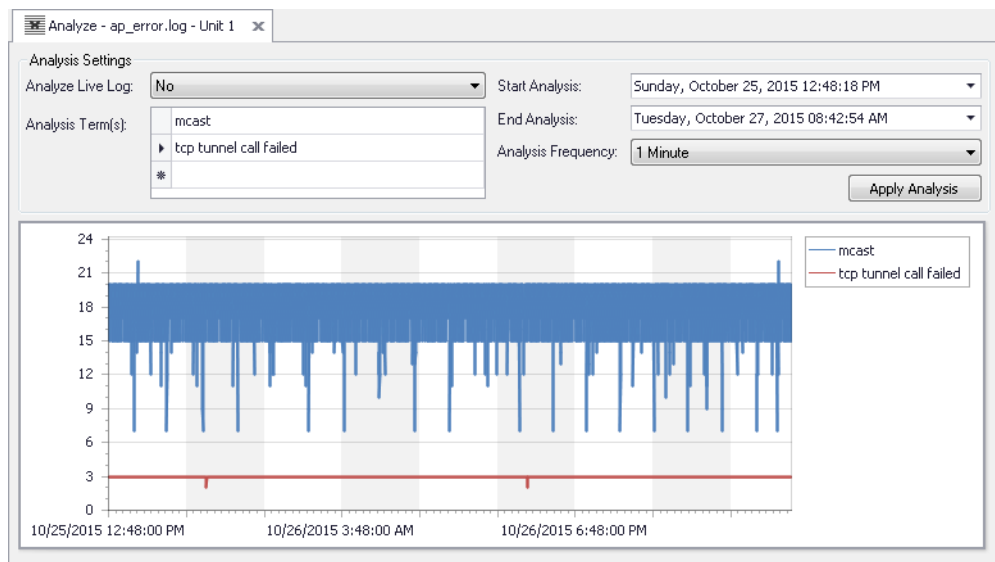 Analyze - ap_error.log - Unit 1
Analysis Settings
Analyze Live Log:
No
Analysis Term(s):
mcast
tcp tunnel call failed
Start Analysis:
Sunday, October 25, 2015 12:48:18 PM
End Analysis:
Tuesday, October 27, 2015 08:42:54 AM
Analysis Frequency:
1 Minute
Apply Analysis
24
21
18
15
12
9
6
3
0
10/25/2015 12:48:00 PM
10/26/2015 3:48:00 AM
10/26/2015 6:48:00 PM
mcast
tcp tunnel call failed